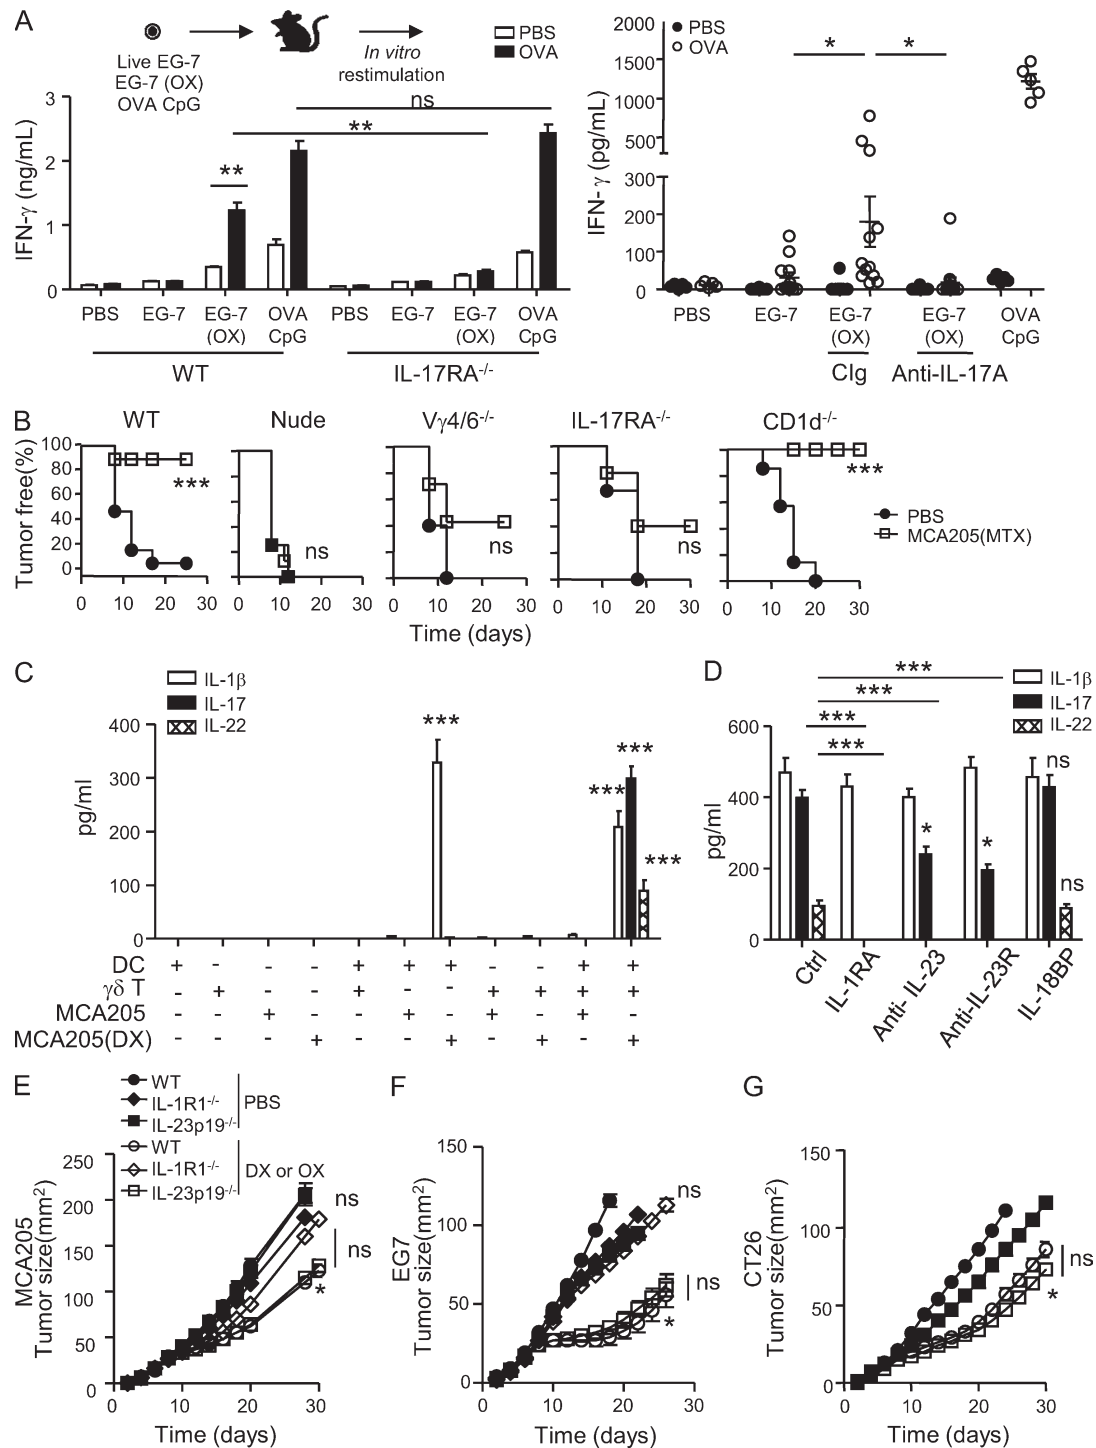 A
Live EG-7
EG-7 (OX)
OVA CpG
In vitro
restimulation
PBS
OVA
IFN-γ (ng/mL)
3
2
1
0
**
**
ns
PBS
EG-7
EG-7
(OX)
OVA
CpG
PBS
EG-7
EG-7
(OX)
OVA
CpG
WT
IL-17RA-/-
PBS
OVA
IFN- γ (pg/mL)
2000
1500
1000
500
300
200
100
0
*
*
PBS
EG-7
EG-7
(OX)
EG-7
(OX)
OVA
CpG
CIg
Anti-IL-17A
B
WT
Nude
Vγ4/6-/-
IL-17RA-/-
CD1d-/-
Tumor free(%)
100
80
60
40
20
0
***
ns
ns
ns
***
PBS
MCA205(MTX)
0 10 20 30
0 10 20 30
0 10 20 30
0 10 20 30
0 10 20 30
Time (days)
C
IL-1β
IL-17
IL-22
pg/ml
400
300
200
100
0
***
***
***
***
DC + - - - + + + - - + +
γδ T - + - - + - - + + + +
MCA205 - - + - - + - + - + -
MCA205(DX) - - - + - - + - + - +
D
IL-1β
IL-17
IL-22
pg/ml
600
400
200
0
***
***
***
***
*
*
ns
ns
Ctrl
IL-1RA
Anti- IL-23
Anti-IL-23R
IL-18BP
E
WT
IL-1R1-/-
IL-23p19-/-
PBS
WT
IL-1R1-/-
IL-23p19-/-
DX or OX
MCA205
Tumor size(mm2)
250
200
150
100
50
0
ns
ns
*
0 10 20 30
Time (days)
F
EG7
Tumor size(mm2)
150
100
50
0
ns
ns
*
0 10 20 30
Time (days)
G
CT26
Tumor size(mm2)
150
100
50
0
ns
*
0 10 20 30
Time (days)